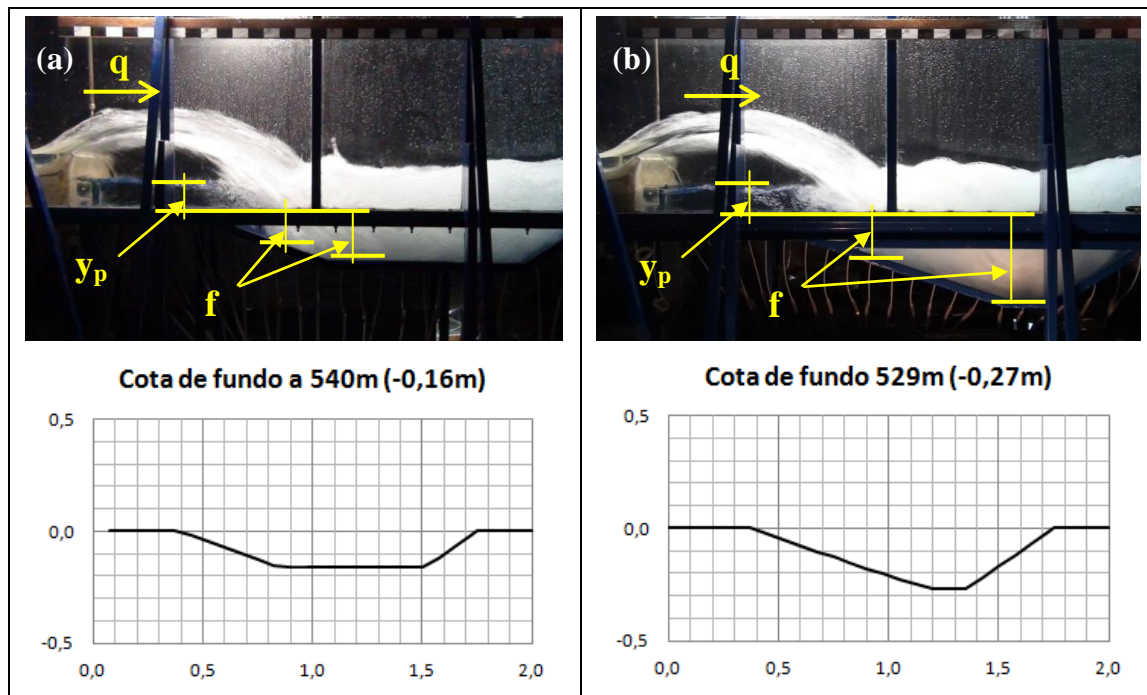 (a)
q
yp
f
Cota de fundo a 540m (-0,16m)
0,5
0,0
-0,5
0,0 0,5 1,0 1,5 2,0
(b)
q
yp
f
Cota de fundo 529m (-0,27m)
0,5
0,0
-0,5
0,0 0,5 1,0 1,5 2,0